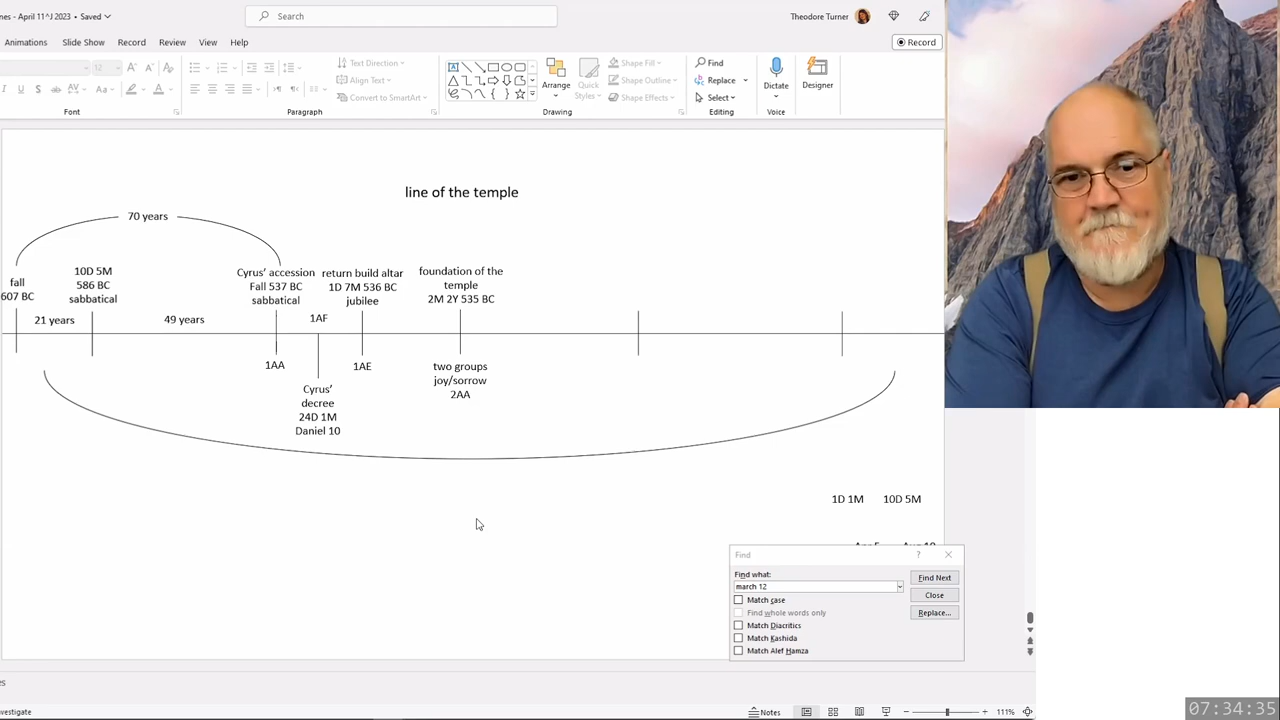 nes - April 11^J 2023 • Saved
Search
Theodore Turner
Animations
Slide Show
Record
Review
View
Help
Record
12
Text Direction
Align Text
Convert to SmartArt
Arrange
Quick
Styles
Shape Fill
Shape Outline
Shape Effects
Find
Replace
Select
Dictate
Designer
Font
Paragraph
Drawing
Editing
Voice
Designer
line of the temple
70 years
fall
607 BC
10D 5M
586 BC
sabbatical
Cyrus' accession
Fall 537 BC
sabbatical
return build altar
1D 7M 536 BC
jubilee
foundation of the
temple
2M 2Y 535 BC
21 years
49 years
1AF
1AA
1AE
two groups
joy/sorrow
2AA
Cyrus'
decree
24D 1M
Daniel 10
1D 1M
10D 5M
Find
Find what:
march 12
Match case
Find whole words only
Match Diacritics
Match Kashida
Match Alef Hamza
Find Next
Close
Replace...
nvestigate
Notes
111%
07:34:35